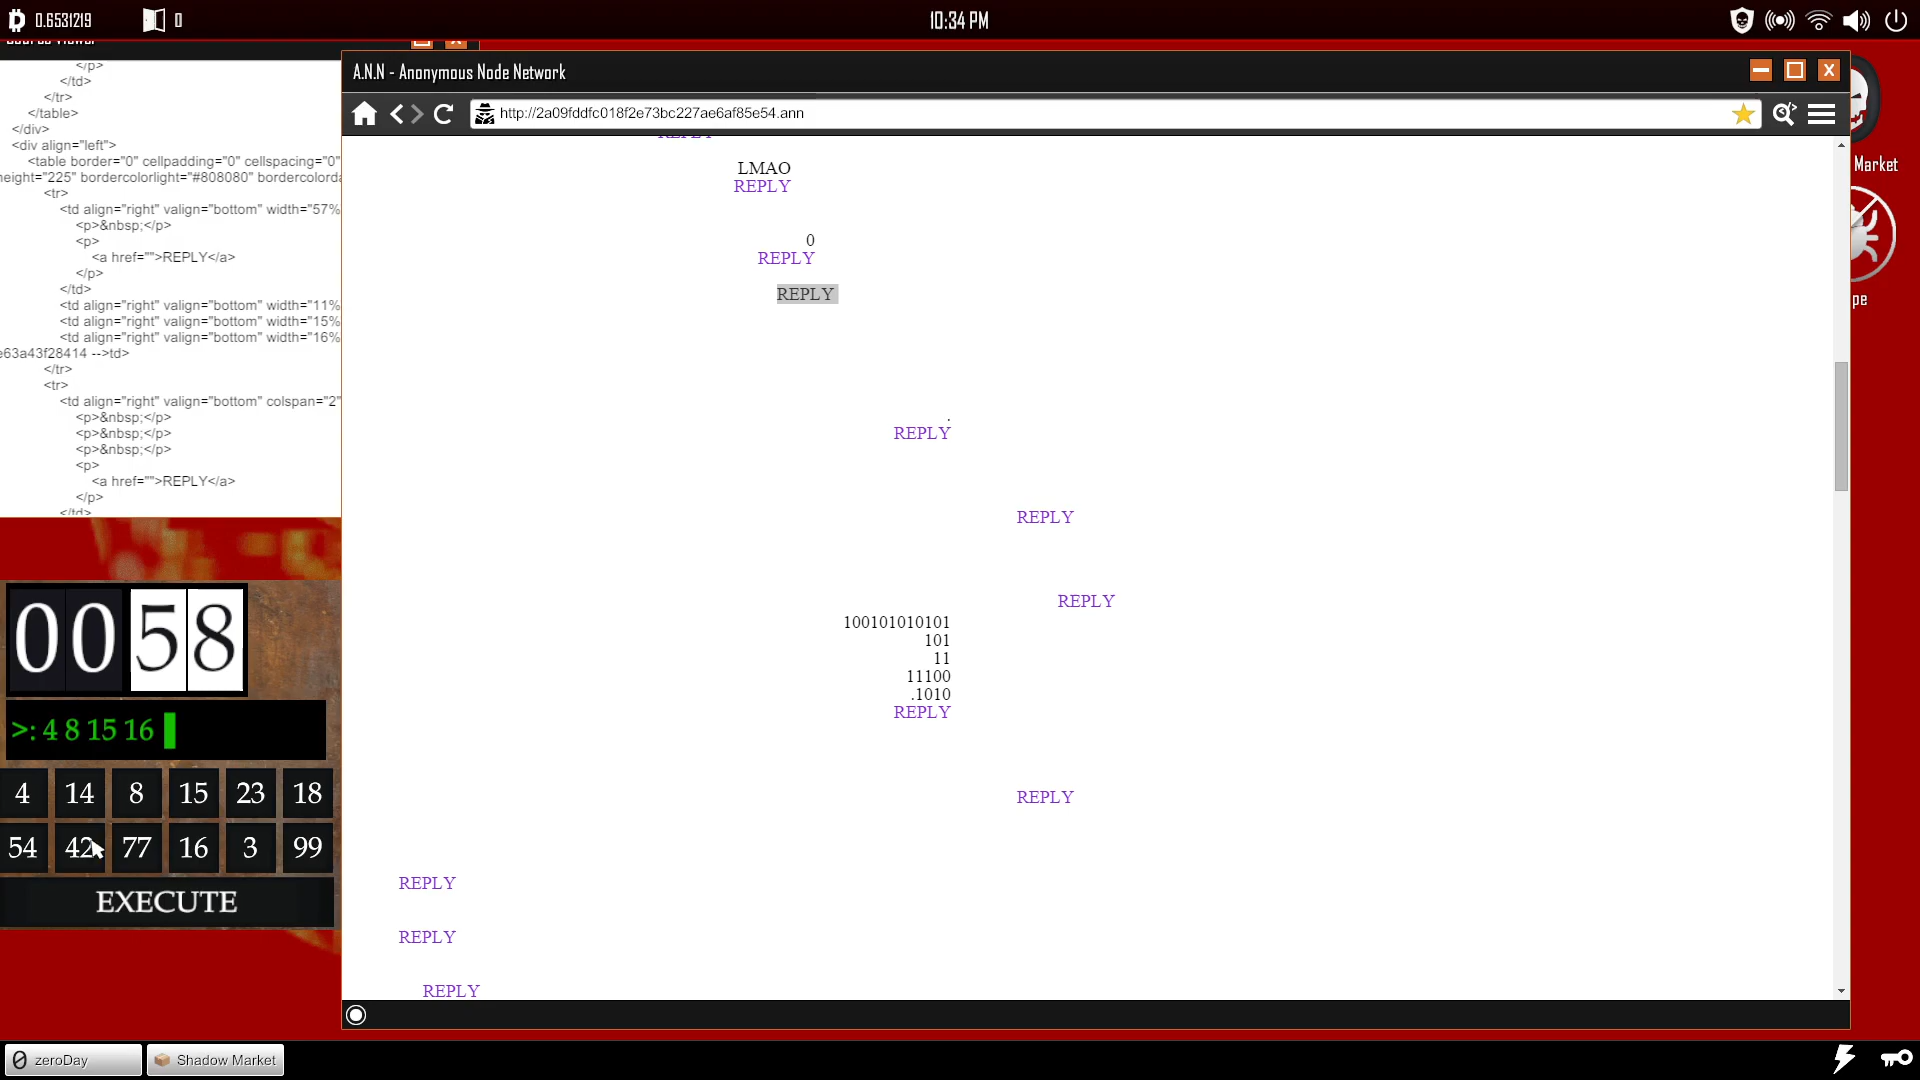 0.6531219
0
10:34 PM
A.N.N - Anonymous Node Network
http://2a09fddfc018f2e73bc227ae6af85e54.ann
</p>
</td>
</tr>
</table>
</div>
<div align="left">
<table border="0" cellpadding="0" cellspacing="0"
height="225" bordercolorlight="#808080"
<tr>
<td align="right" valign="bottom" width="57%
<p>&nbsp;</p>
<p>
<a href="">REPLY</a>
</p>
</td>
<td align="right" valign="bottom" width="11%
<td align="right" valign="bottom" width="15%
<td align="right" valign="bottom" width="16%
e63a43f28414 -->td>
</tr>
<tr>
<td align="right" valign="bottom" colspan="2"
<p>&nbsp;</p>
<p>&nbsp;</p>
<p>&nbsp;</p>
<p>
<a href="">REPLY</a>
</p>
</td>
LMAO
REPLY
0
REPLY
REPLY
.
REPLY
REPLY
REPLY
100101010101
101
11
11100
.1010
REPLY
REPLY
REPLY
REPLY
REPLY
Market
pe
0058
>: 4 8 15 16
4 14 8 15 23 18
54 42 77 16 3 99
EXECUTE
zeroDay
Shadow Market